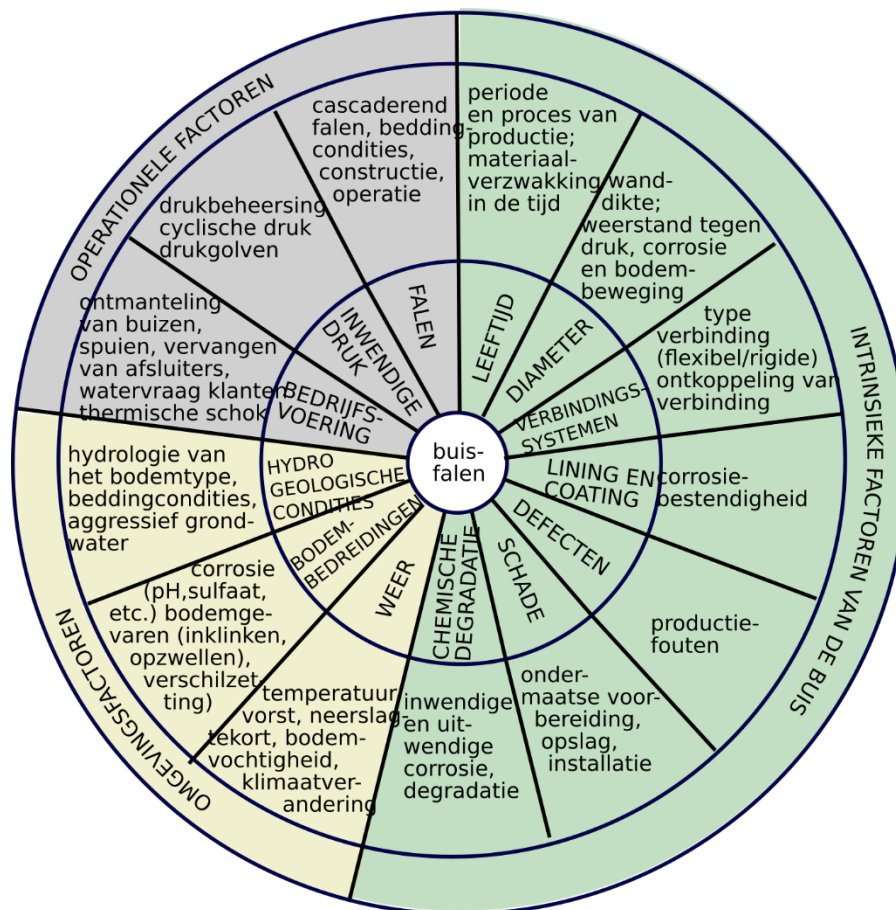 OPERATIONELE FACTOREN
cascaderend
falen, bedding-
condities,
constructie,
operatie
FALEN
drukbeheersing
cyclische druk
drukgolven
INWENDIGE
DRUK
ontmanteling
van buizen,
spuien, vervangen
van afsluiters,
watervraag klanten
thermische schok
BEDRIJFS-
VOERING
INTRINSIEKE FACTOREN VAN DE BUIS
periode
en proces van
productie;
materiaal-
verzwakking
in de tijd
LEEFTIJD
wand-
dikte;
weerstand tegen
druk, corrosie
en bodem-
beweging
DIAMETER
type
verbinding
(flexibel/rigide)
ontkoppeling van
verbinding
VERBINDINGS-
SYSTEMEN
buis-
falen
LINING EN
COATING
corrosie-
bestendigheid
DEFECTEN
productie-
fouten
SCHADE
onder-
maatse voor-
bereiding,
opslag,
installatie
CHEMISCHE
DEGRADATIE
inwendige
en uit-
wendige
corrosie,
degradatie
OMGEVINGSFACTOREN
hydrologie van
het bodemtype,
beddingcondities,
aggressief grond-
water
HYDRO
GEOLOGISCHE
CONDITIES
corrosie
(pH,sulfaat,
etc.) bodemge-
varen (inklinken,
opzwellen),
verschilzet-
ting)
BODEM-
BEDREIDINGEN
WEER
temperatuur
vorst, neerslag-
tekort, bodem-
vochtigheid,
klimaatver-
andering